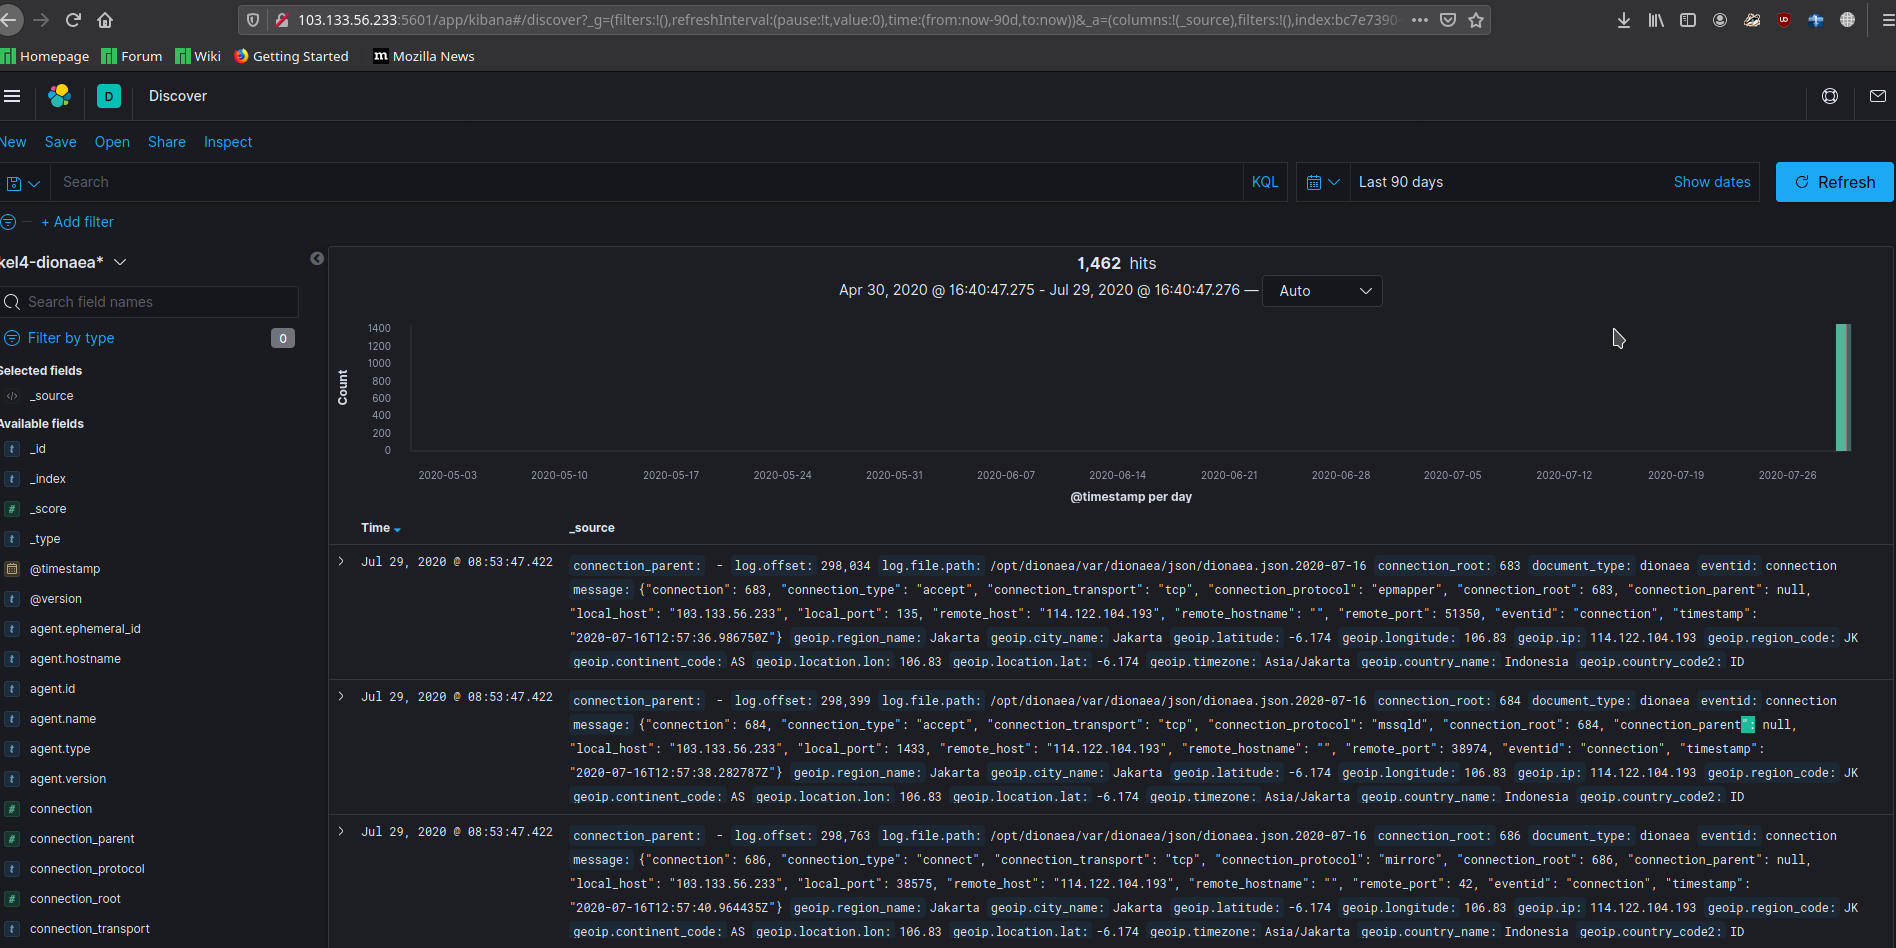 103.133.56.233:5601/app/kibana#/discover?_g=(filters:!(),refreshInterval:(pause:!t,value:0),time:(from:now-90d,to:now))&_a=(columns:!(_source),filters:!(),index:bc7e7390-
Homepage Forum Wiki Getting Started m Mozilla News
D Discover
New Save Open Share Inspect
Search KQL Last 90 days Show dates Refresh
+ Add filter
kel4-dionaea*
Search field names
Filter by type 0
Selected fields
_source
Available fields
t _id
t _index
# _score
t _type
@timestamp
t @version
t agent.ephemeral_id
t agent.hostname
t agent.id
t agent.name
t agent.type
t agent.version
# connection
# connection_parent
t connection_protocol
# connection_root
t connection_transport
1,462 hits
Apr 30, 2020 @ 16:40:47.275 - Jul 29, 2020 @ 16:40:47.276 — Auto
Count
1400
1200
1000
800
600
400
200
0
2020-05-03 2020-05-10 2020-05-17 2020-05-24 2020-05-31 2020-06-07 2020-06-14 2020-06-21 2020-06-28 2020-07-05 2020-07-12 2020-07-19 2020-07-26
@timestamp per day
Time _source
Jul 29, 2020 @ 08:53:47.422 connection_parent: - log.offset: 298,034 log.file.path: /opt/dionaea/var/dionaea/json/dionaea.json.2020-07-16 connection_root: 683 document_type: dionaea eventid: connection
message: {"connection": 683, "connection_type": "accept", "connection_transport": "tcp", "connection_protocol": "epmapper", "connection_root": 683, "connection_parent": null,
"local_host": "103.133.56.233", "local_port": 135, "remote_host": "114.122.104.193", "remote_hostname": "", "remote_port": 51350, "eventid": "connection", "timestamp":
"2020-07-16T12:57:36.986750Z"} geoip.region_name: Jakarta geoip.city_name: Jakarta geoip.latitude: -6.174 geoip.longitude: 106.83 geoip.ip: 114.122.104.193 geoip.region_code: JK
geoip.continent_code: AS geoip.location.lon: 106.83 geoip.location.lat: -6.174 geoip.timezone: Asia/Jakarta geoip.country_name: Indonesia geoip.country_code2: ID
Jul 29, 2020 @ 08:53:47.422 connection_parent: - log.offset: 298,399 log.file.path: /opt/dionaea/var/dionaea/json/dionaea.json.2020-07-16 connection_root: 684 document_type: dionaea eventid: connection
message: {"connection": 684, "connection_type": "accept", "connection_transport": "tcp", "connection_protocol": "mssqld", "connection_root": 684, "connection_parent": null,
"local_host": "103.133.56.233", "local_port": 1433, "remote_host": "114.122.104.193", "remote_hostname": "", "remote_port": 38974, "eventid": "connection", "timestamp":
"2020-07-16T12:57:38.282787Z"} geoip.region_name: Jakarta geoip.city_name: Jakarta geoip.latitude: -6.174 geoip.longitude: 106.83 geoip.ip: 114.122.104.193 geoip.region_code: JK
geoip.continent_code: AS geoip.location.lon: 106.83 geoip.location.lat: -6.174 geoip.timezone: Asia/Jakarta geoip.country_name: Indonesia geoip.country_code2: ID
Jul 29, 2020 @ 08:53:47.422 connection_parent: - log.offset: 298,763 log.file.path: /opt/dionaea/var/dionaea/json/dionaea.json.2020-07-16 connection_root: 686 document_type: dionaea eventid: connection
message: {"connection": 686, "connection_type": "connect", "connection_transport": "tcp", "connection_protocol": "mirrorc", "connection_root": 686, "connection_parent": null,
"local_host": "103.133.56.233", "local_port": 38575, "remote_host": "114.122.104.193", "remote_hostname": "", "remote_port": 42, "eventid": "connection", "timestamp":
"2020-07-16T12:57:40.964435Z"} geoip.region_name: Jakarta geoip.city_name: Jakarta geoip.latitude: -6.174 geoip.longitude: 106.83 geoip.ip: 114.122.104.193 geoip.region_code: JK
geoip.continent_code: AS geoip.location.lon: 106.83 geoip.location.lat: -6.174 geoip.timezone: Asia/Jakarta geoip.country_name: Indonesia geoip.country_code2: ID